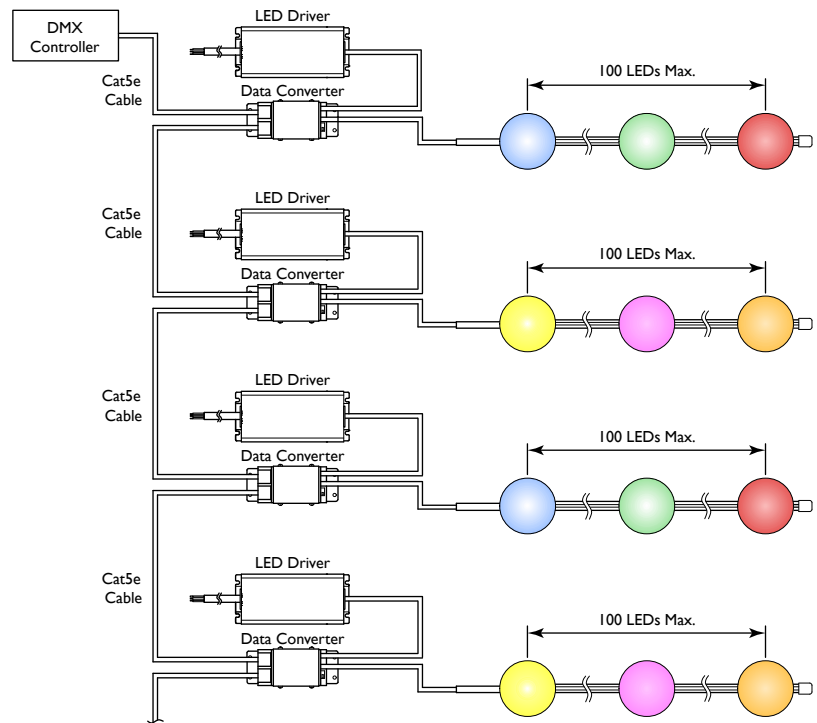 LED Driver
DMX
Controller
100 LEDs Max.
Cat5e
Cable
Data Converter
LED Driver
Cat5e
Cable
100 LEDs Max.
Data Converter
LED Driver
Cat5e
Cable
100 LEDs Max.
Data Converter
LED Driver
Cat5e
Cable
100 LEDs Max.
Data Converter